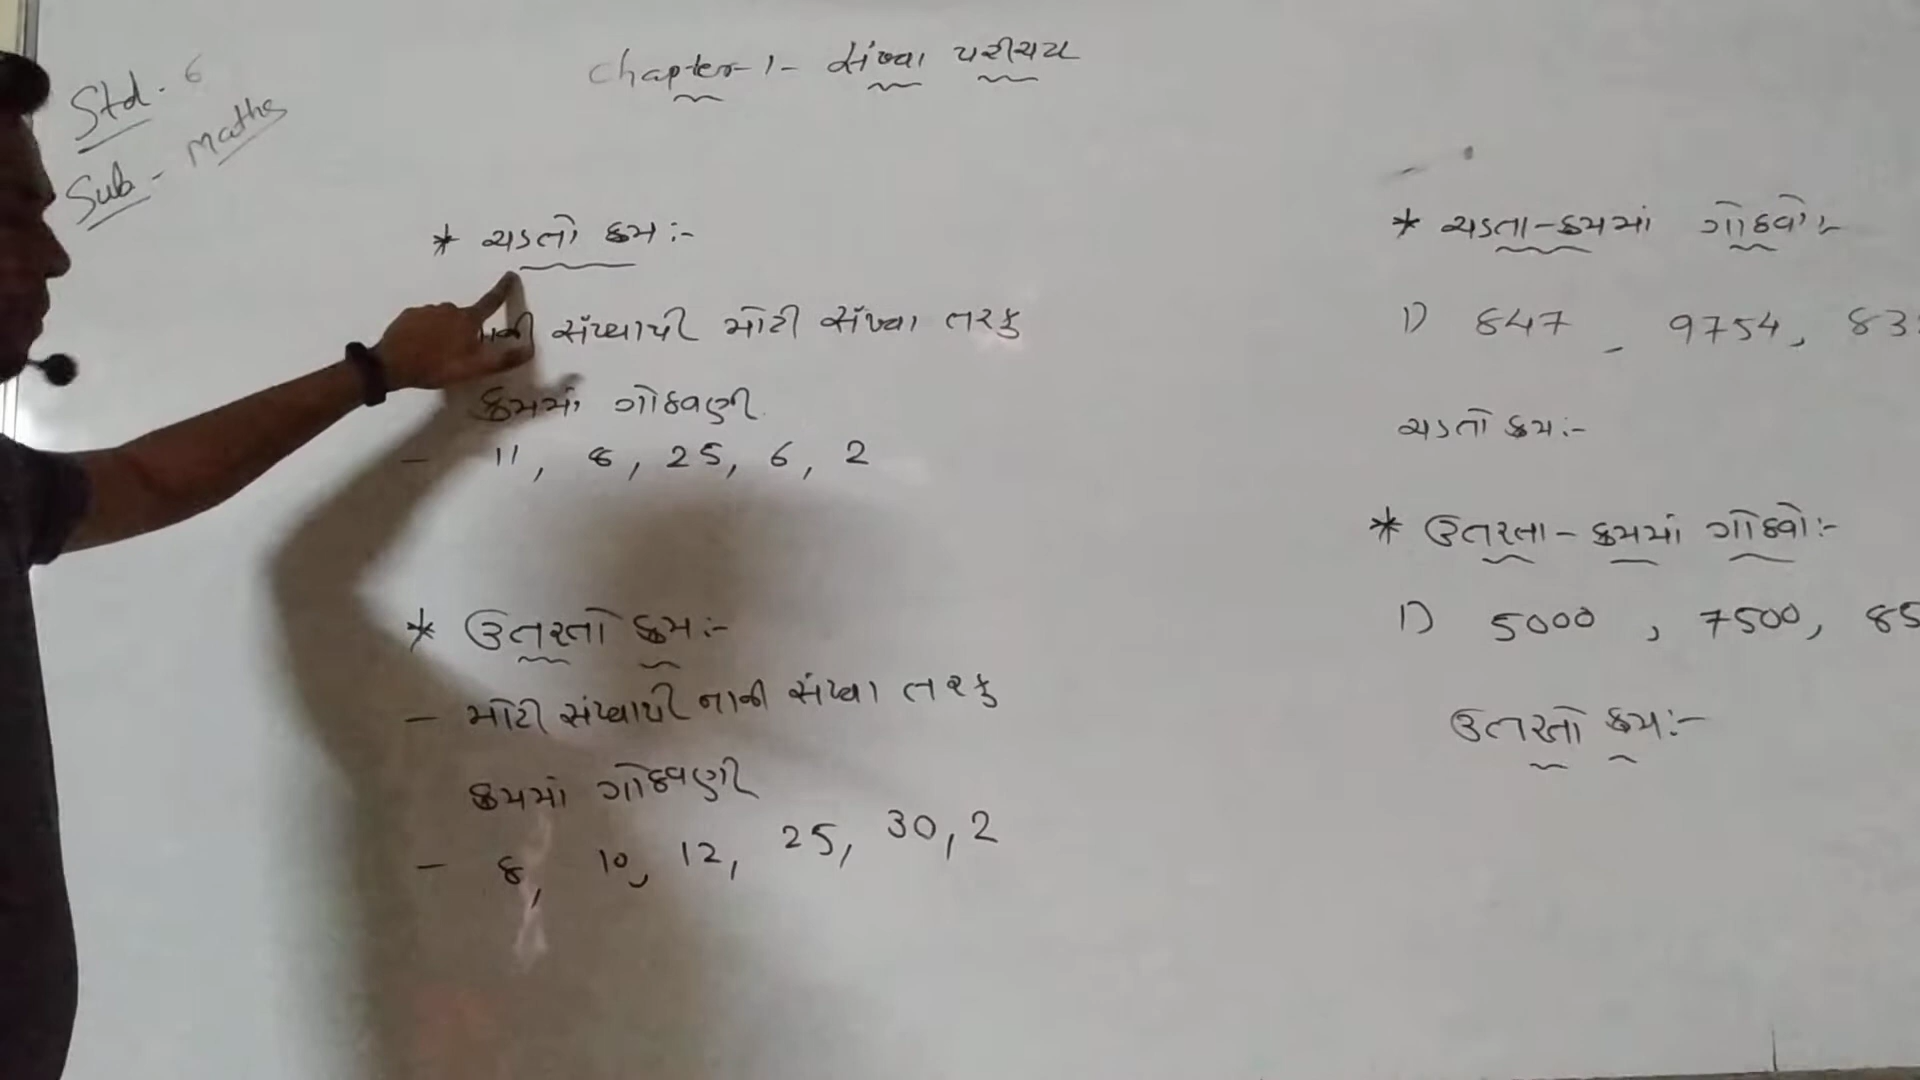 Std. 6
Sub - Maths
Chapter-1- સંખ્યા પરીચય
* ચડતો ક્રમ :-
નાની સંખ્યાથી મોટી સંખ્યા તરફ
ક્રમમાં ગોઠવણી
- 11, 8, 25, 6, 2
* ઉતરતો ક્રમ :-
- મોટી સંખ્યાથી નાની સંખ્યા તરફ
ક્રમમાં ગોઠવણી
- 8, 10, 12, 25, 30, 2
* ચડતા-ક્રમમાં ગોઠવો:-
1) 847, 9754, 83
ચડતો ક્રમ :-
* ઉતરતા - ક્રમમાં ગોઠવો:-
1) 5000, 7500, 85
ઉતરતો ક્રમ:-